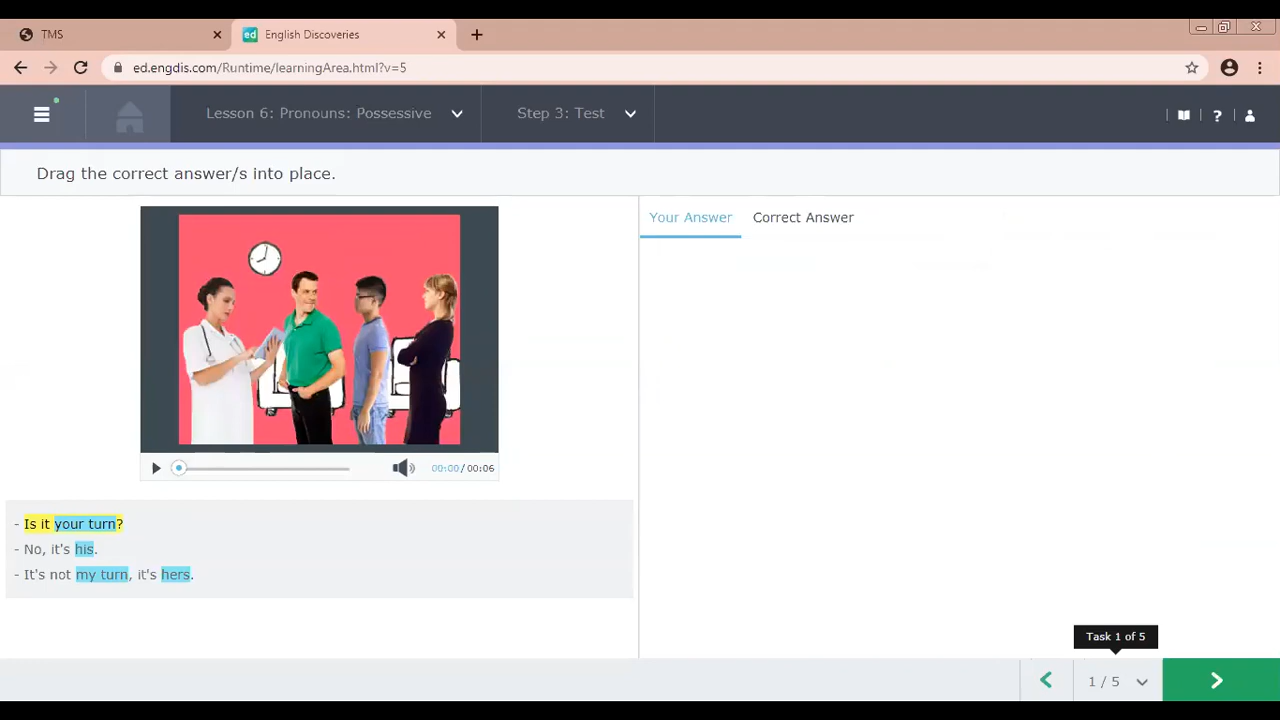 TMS
English Discoveries
ed.engdis.com/Runtime/learningArea.html?v=5
Lesson 6: Pronouns: Possessive
Step 3: Test
?
Drag the correct answer/s into place.
Your Answer
Correct Answer
00:00/00:06
- Is it your turn?
- No, it's his.
- It's not my turn, it's hers.
Task 1 of 5
1 / 5